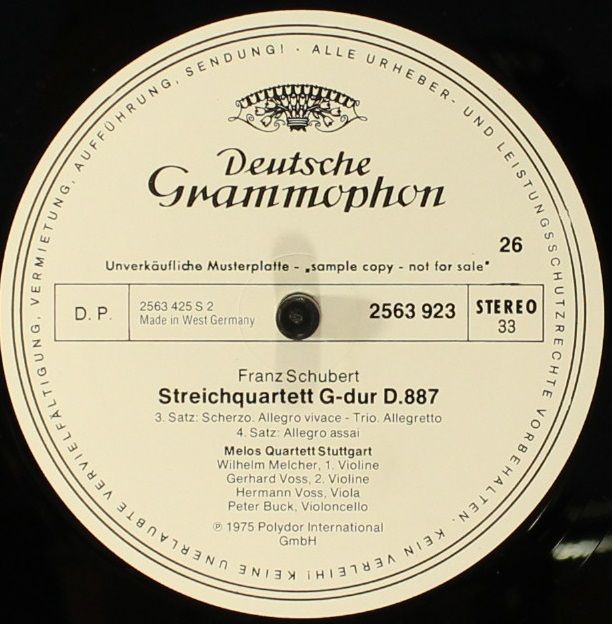 ALLE URHEBER- UND LEISTUNGSSCHUTZRECHTE VORBEHALTEN. KEIN VERLEIH! KEINE UNERLAUBTE VERVIELFÄLTIGUNG, VERMIETUNG, AUFFÜHRUNG, SENDUNG! ·
Deutsche
Grammophon
26
Unverkäufliche Musterplatte - „sample copy - not for sale"
D. P.
2563 425 S 2
Made in West Germany
2563 923
STEREO
33
Franz Schubert
Streichquartett G-dur D.887
3. Satz: Scherzo. Allegro vivace - Trio. Allegretto
4. Satz: Allegro assai
Melos Quartett Stuttgart
Wilhelm Melcher, 1. Violine
Gerhard Voss, 2. Violine
Hermann Voss, Viola
Peter Buck, Violoncello
℗ 1975 Polydor International
GmbH